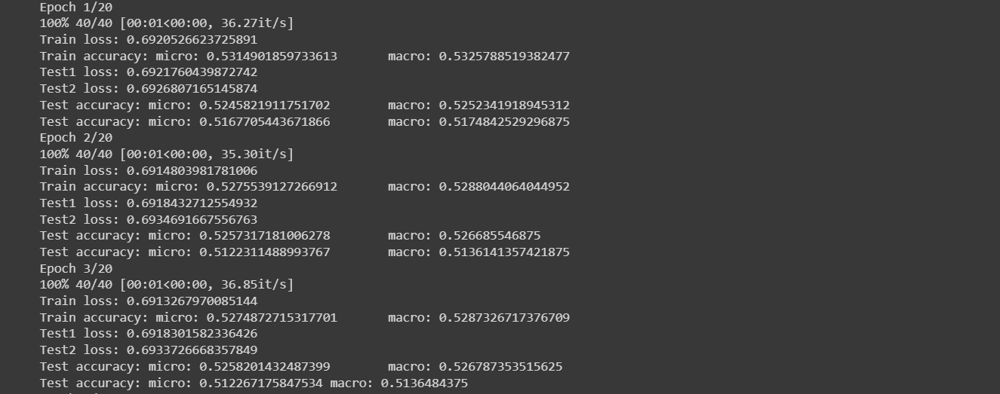 Epoch 1/20
100% 40/40 [00:01<00:00, 36.27it/s]
Train loss: 0.6920526623725891
Train accuracy: micro: 0.5314901859733613 macro: 0.5325788519382477
Test1 loss: 0.6921760439872742
Test2 loss: 0.6926807165145874
Test accuracy: micro: 0.5245821911751702 macro: 0.5252341918945312
Test accuracy: micro: 0.5167705443671866 macro: 0.5174842529296875
Epoch 2/20
100% 40/40 [00:01<00:00, 35.30it/s]
Train loss: 0.6914803981781006
Train accuracy: micro: 0.5275539127266912 macro: 0.5288044064044952
Test1 loss: 0.6918432712554932
Test2 loss: 0.6934691667556763
Test accuracy: micro: 0.5257317181006278 macro: 0.526685546875
Test accuracy: micro: 0.5122311488993767 macro: 0.5136141357421875
Epoch 3/20
100% 40/40 [00:01<00:00, 36.85it/s]
Train loss: 0.6913267970085144
Train accuracy: micro: 0.5274872715317701 macro: 0.5287326717376709
Test1 loss: 0.6918301582336426
Test2 loss: 0.6933726668357849
Test accuracy: micro: 0.5258201432487399 macro: 0.526787353515625
Test accuracy: micro: 0.512267175847534 macro: 0.5136484375